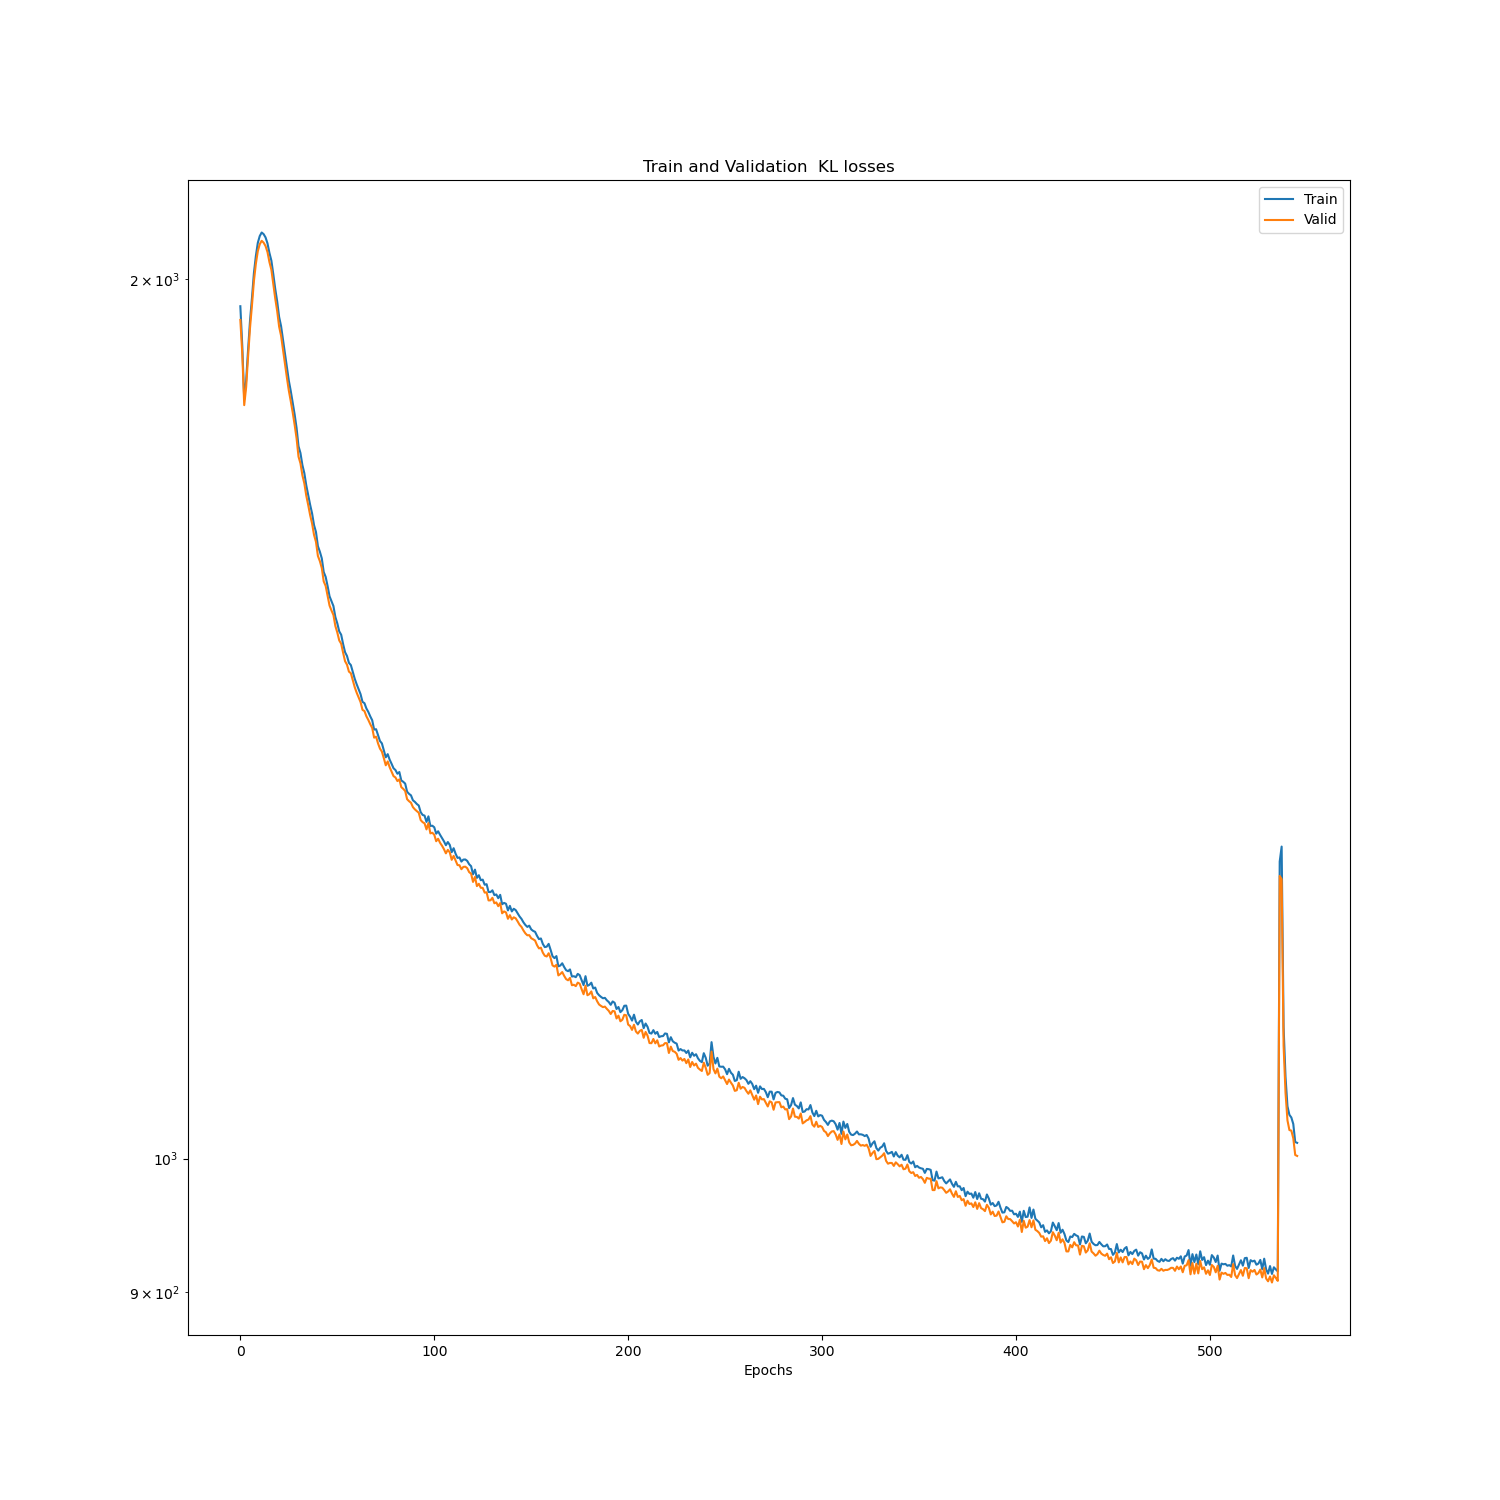 Train and Validation  KL losses
Train
Valid
2 × 10³
10³
9 × 10²
0 100 200 300 400 500
Epochs